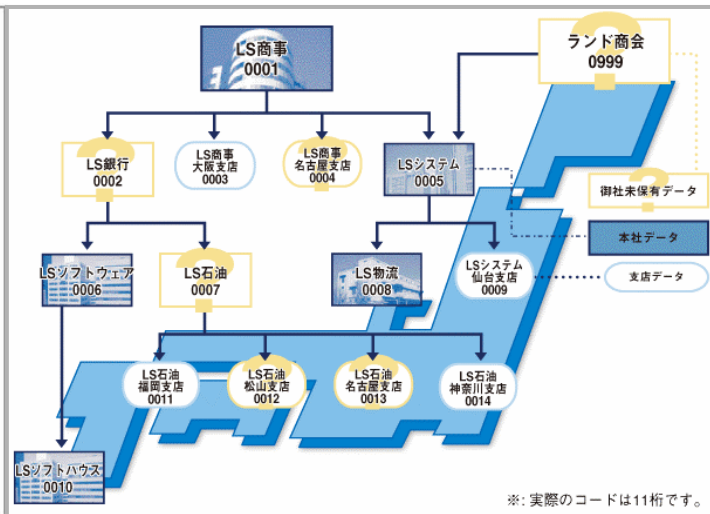 LS商事
0001
ランド商会
0999
LS銀行
0002
LS商事
大阪支店
0003
LS商事
名古屋支店
0004
LSシステム
0005
御社未保有データ
本社データ
支店データ
LSソフトウェア
0006
LS石油
0007
LS物流
0008
LSシステム
仙台支店
0009
LS石油
福岡支店
0011
LS石油
松山支店
0012
LS石油
名古屋支店
0013
LS石油
神奈川支店
0014
LSソフトハウス
0010
※: 実際のコードは11桁です。